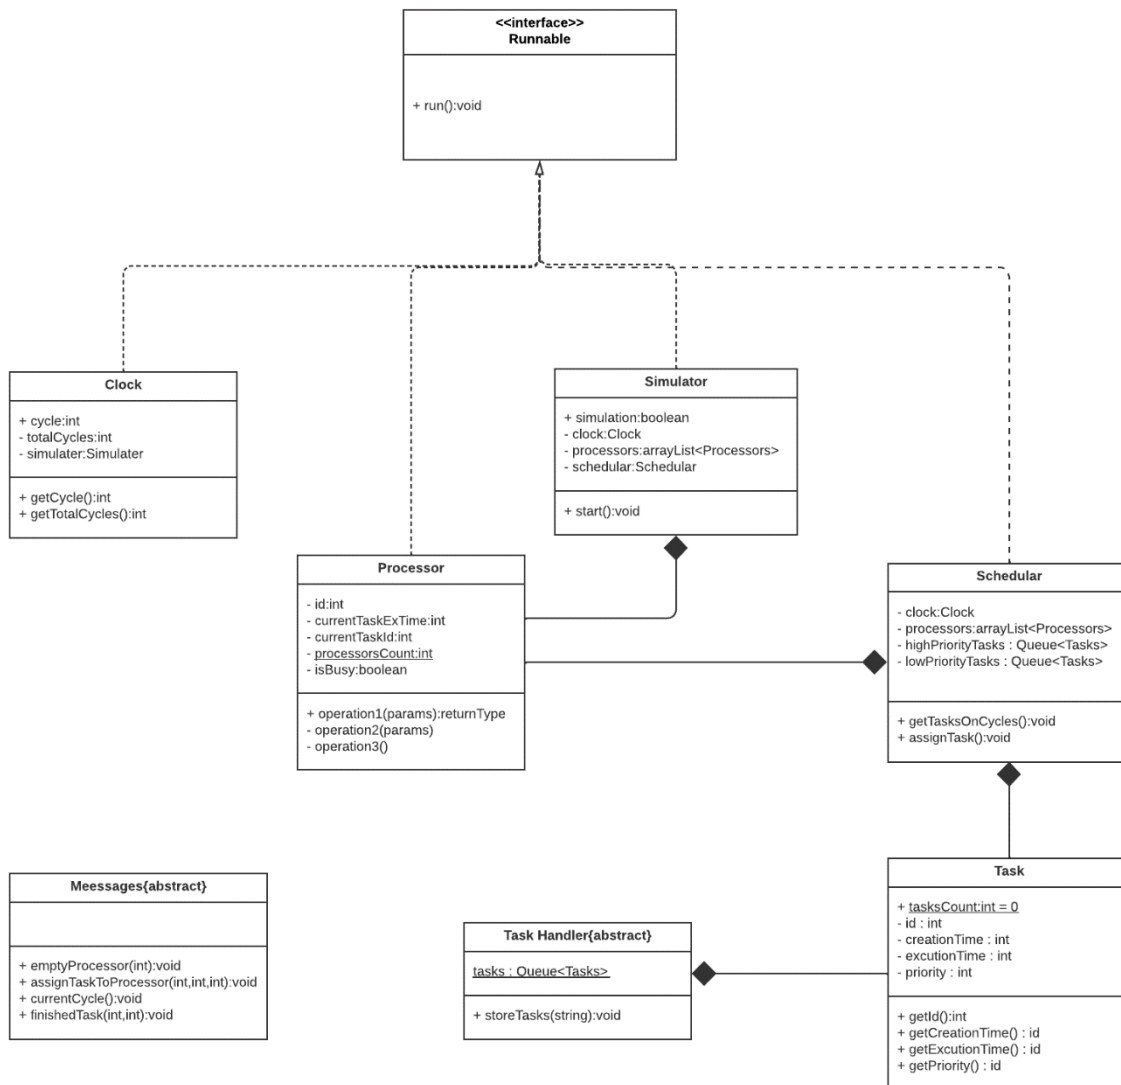 <<interface>>
Runnable
+ run():void
Clock
+ cycle:int
- totalCycles:int
- simulater:Simulater
+ getCycle():int
+ getTotalCycles():int
Simulator
+ simulation:boolean
- clock:Clock
- processors:arrayList<Processors>
- schedular:Schedular
+ start():void
Processor
- id:int
- currentTaskExTime:int
- currentTaskId:int
- processorsCount:int
- isBusy:boolean
+ operation1(params):returnType
- operation2(params)
- operation3()
Schedular
- clock:Clock
- processors:arrayList<Processors>
- highPriorityTasks : Queue<Tasks>
- lowPriorityTasks : Queue<Tasks>
+ getTasksOnCycles():void
+ assignTask():void
Meessages{abstract}
+ emptyProcessor(int):void
+ assignTaskToProcessor(int,int,int):void
+ currentCycle():void
+ finishedTask(int,int):void
Task Handler{abstract}
tasks : Queue<Tasks>
+ storeTasks(string):void
Task
+ tasksCount:int = 0
- id : int
- creationTime : int
- excutionTime : int
- priority : int
+ getId():int
+ getCreationTime() : id
+ getExcutionTime() : id
+ getPriority() : id